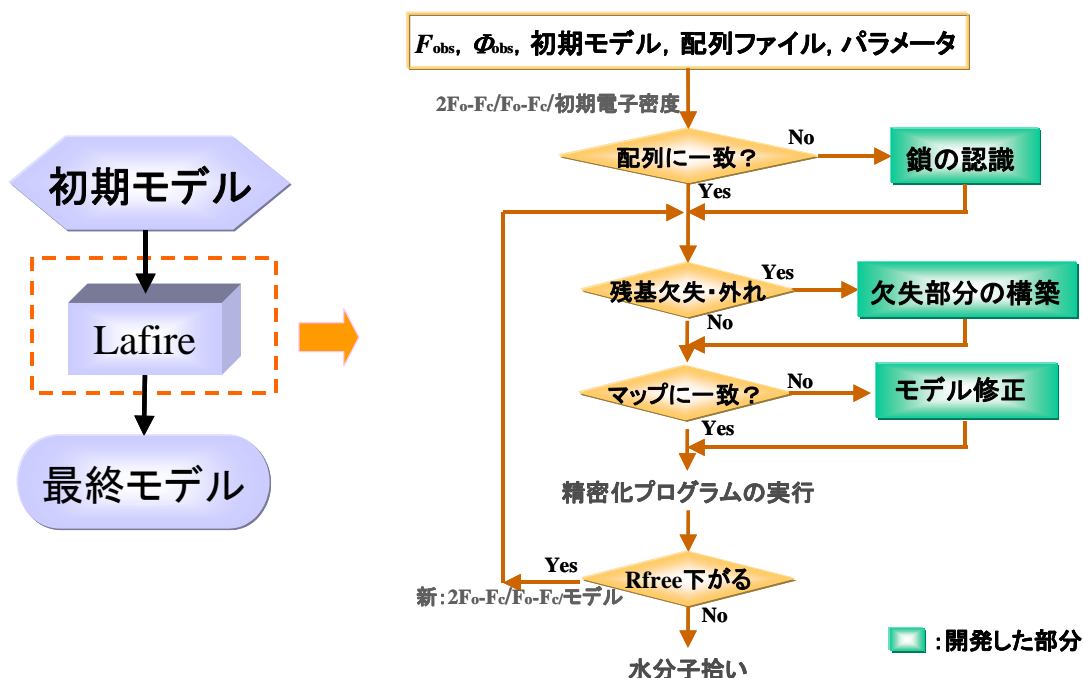 初期モデル
Lafire
最終モデル
Fobs, Φobs, 初期モデル, 配列ファイル, パラメータ
2Fo-Fc/Fo-Fc/初期電子密度
配列に一致?
No
鎖の認識
Yes
残基欠失・外れ
Yes
欠失部分の構築
No
マップに一致?
No
モデル修正
Yes
精密化プログラムの実行
Rfree下がる
Yes
新:2Fo-Fc/Fo-Fc/モデル
No
水分子拾い
:開発した部分